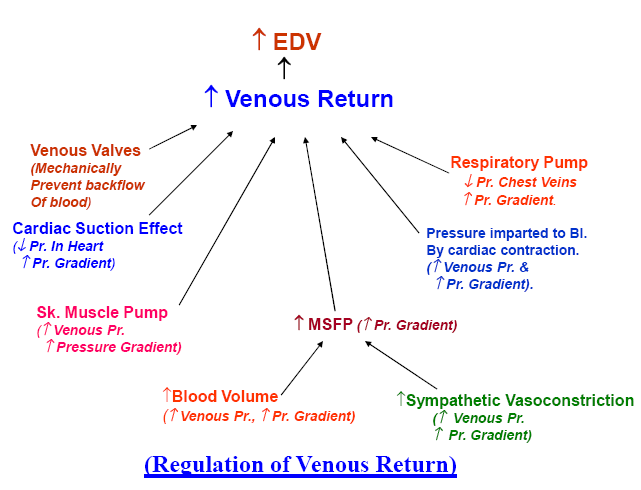 ↑ EDV
↑ Venous Return
Venous Valves
(Mechanically
Prevent backflow
Of blood)
Respiratory Pump
↓ Pr. Chest Veins
↑ Pr. Gradient.
Cardiac Suction Effect
(↓ Pr. In Heart
↑ Pr. Gradient)
Pressure imparted to Bl.
By cardiac contraction.
(↑ Venous Pr. &
↑ Pr. Gradient).
Sk. Muscle Pump
(↑ Venous Pr.
↑ Pressure Gradient)
↑ MSFP (↑ Pr. Gradient)
↑Blood Volume
(↑ Venous Pr., ↑ Pr. Gradient)
↑Sympathetic Vasoconstriction
(↑ Venous Pr.
↑ Pr. Gradient)
(Regulation of Venous Return)